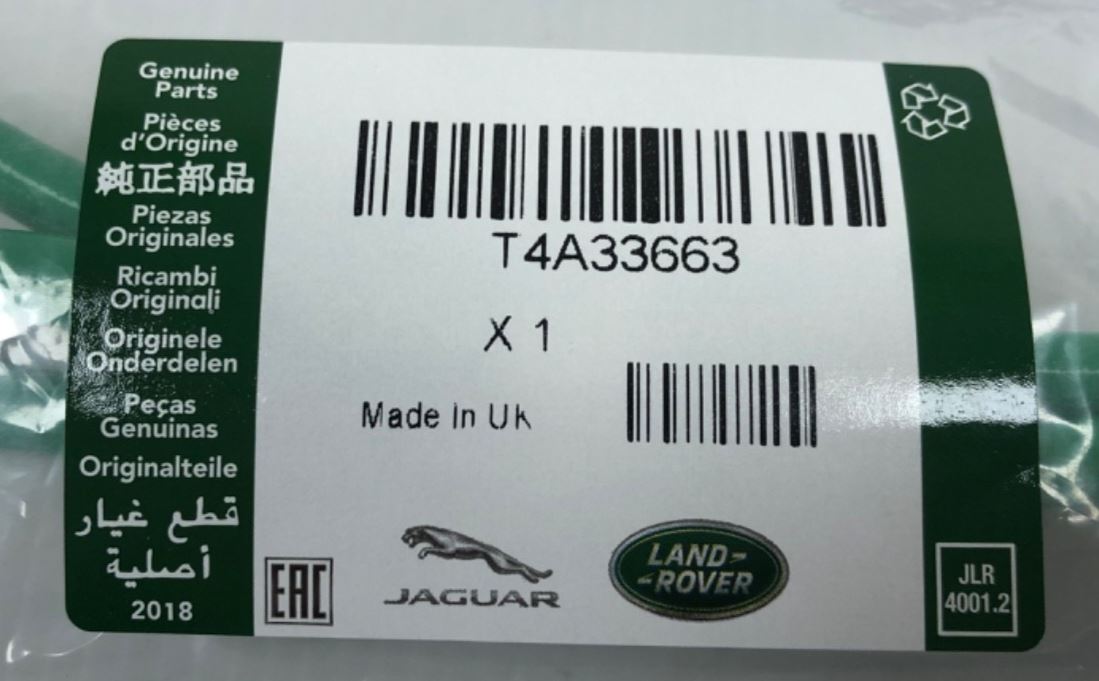 Genuine
Parts
Pièces
d'Origine
純正部品
Piezas
Originales
Ricambi
Originali
Originele
Onderdelen
Peças
Genuinas
Originalteile
قطع غيار
أصلية
2018
T4A33663
X 1
Made In Uk
EAC
JAGUAR
LAND-
-ROVER
JLR
4001.2